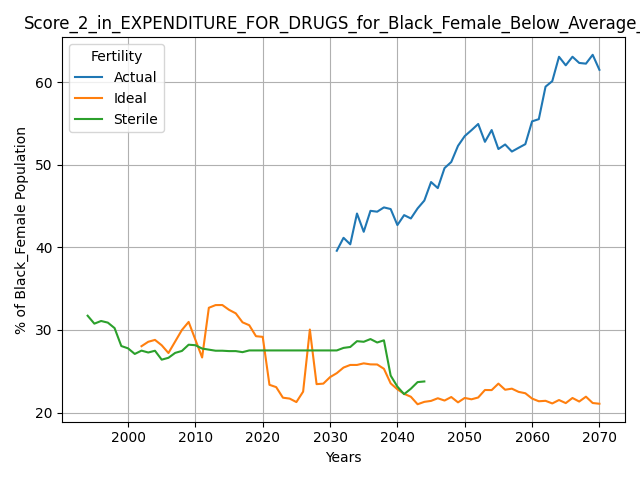 Score_2_in_EXPENDITURE_FOR_DRUGS_for_Black_Female_Below_Average_
Fertility
Actual
Ideal
Sterile
% of Black_Female Population
60
50
40
30
20
2000 2010 2020 2030 2040 2050 2060 2070
Years